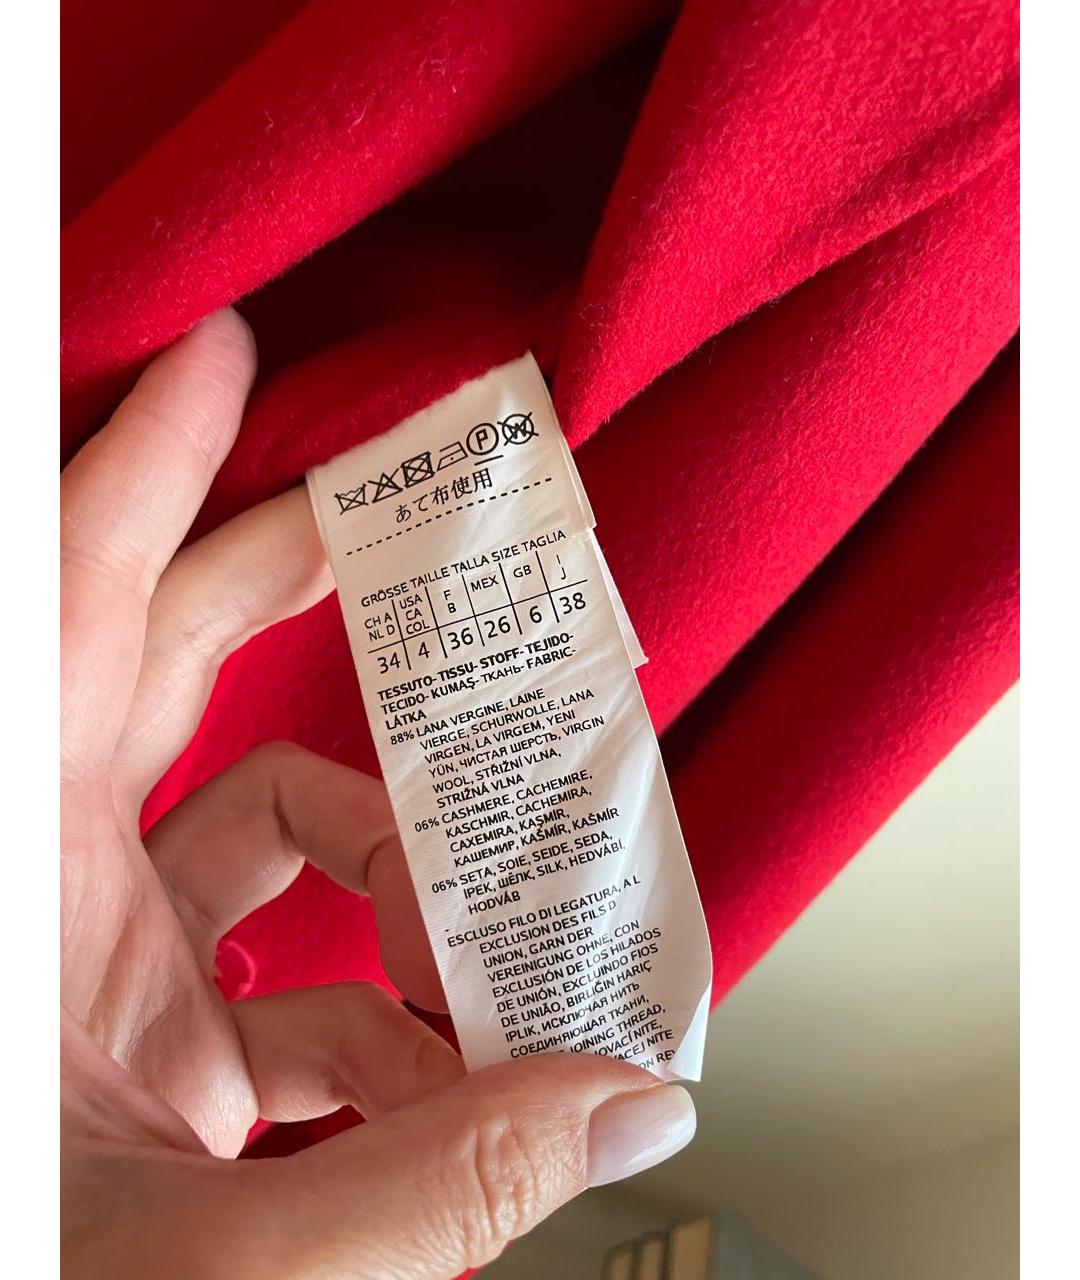 P
W
あて布使用
GRÖSSE TAILLE TALLA SIZE TAGLIA
CH A NL D | USA CA COL | F B | MEX | GB | I J
34 | 4 | 36 | 26 | 6 | 38
TESSUTO- TISSU- STOFF- TEJIDO-
TECIDO- KUMAŞ- ТКАНЬ- FABRIC-
LÁTKA
88% LANA VERGINE, LAINE
VIERGE, SCHURWOLLE, LANA
VIRGEN, LA VIRGEM, YENI
YÜN, ЧИСТАЯ ШЕРСТЬ, VIRGIN
WOOL, STŘIŽNÍ VLNA,
STRIŽNÁ VLNA
06% CASHMERE, CACHEMIRE,
KASCHMIR, CACHEMIRA,
CAXEMIRA, KAŞMIR,
КАШЕМИР, KAŠMÍR, KAŠMÍR
06% SETA, SOIE, SEIDE, SEDA,
IPEK, ШЁЛК, SILK, HEDVÁBÍ,
HODVÁB
-
ESCLUSO FILO DI LEGATURA, A L
EXCLUSION DES FILS D
UNION, GARN DER
VEREINIGUNG OHNE, CON
EXCLUSIÓN DE LOS HILADOS
DE UNIÓN, EXCLUINDO FIOS
DE UNIÃO, BIRLIĞIN HARIÇ
IPLIK, ИСКЛЮЧАЯ НИТЬ
СОЕДИНЯЮЩАЯ ТКАНИ,
JOINING THREAD,
NITE,
NITE